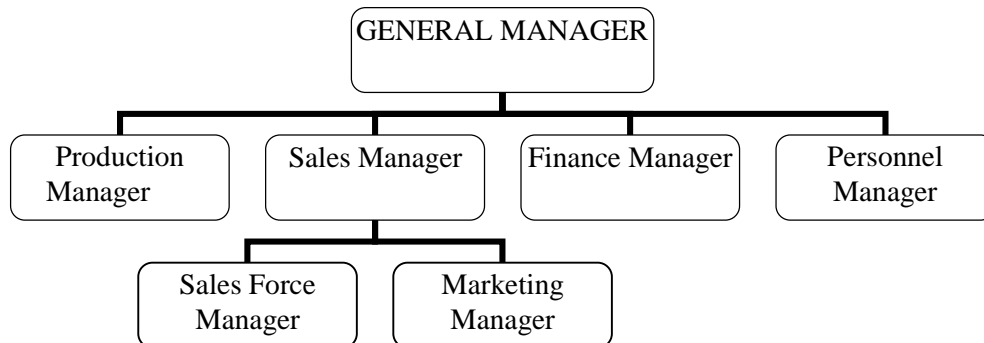 GENERAL MANAGER
Production
Manager
Sales Manager
Finance Manager
Personnel
Manager
Sales Force
Manager
Marketing
Manager